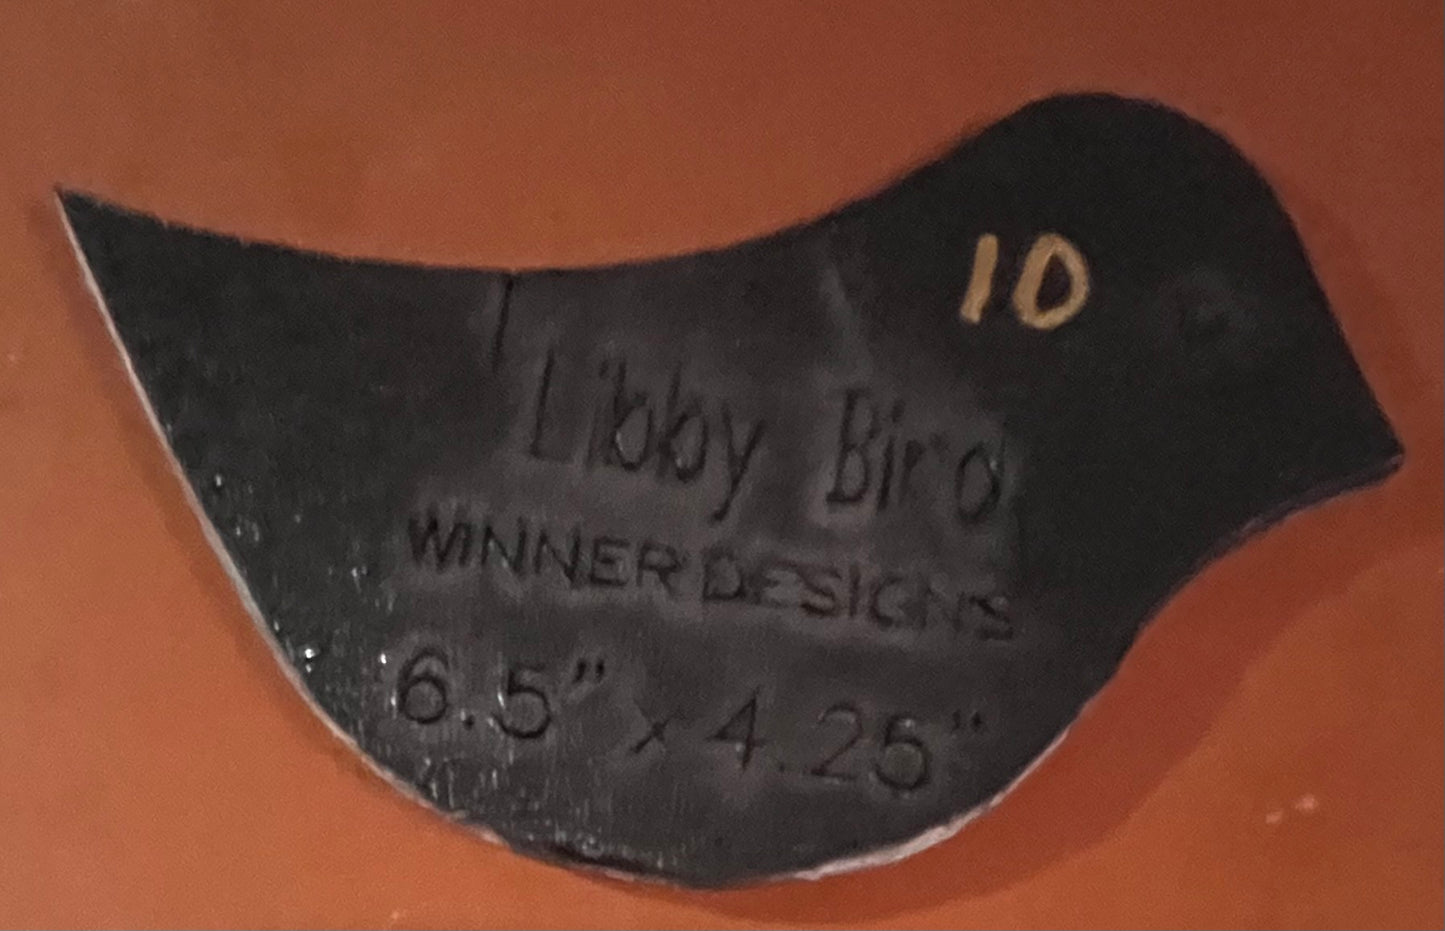 10
Libby Bird
WINNER DESIGNS
6.5" x 4.25"